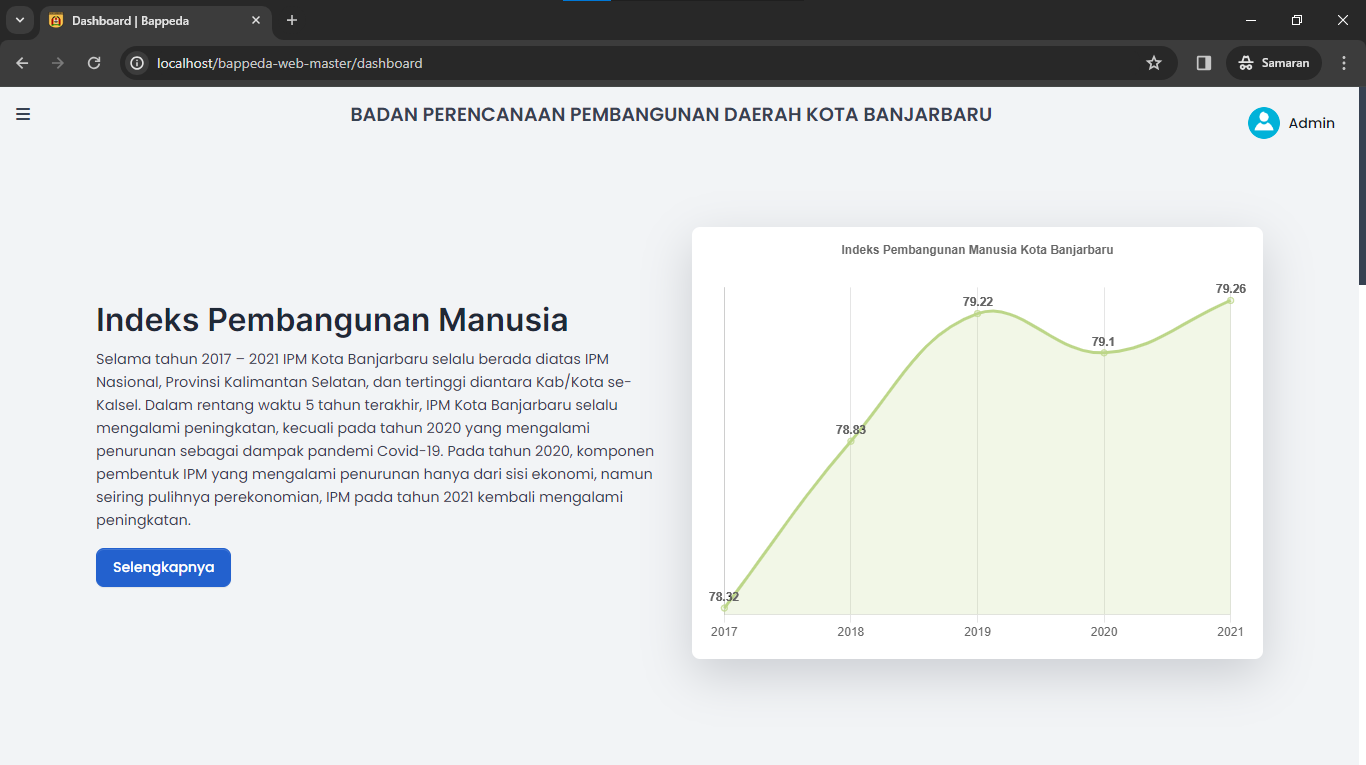 Dashboard | Bappeda
localhost/bappeda-web-master/dashboard
Samaran
BADAN PERENCANAAN PEMBANGUNAN DAERAH KOTA BANJARBARU
Admin
Indeks Pembangunan Manusia
Selama tahun 2017 – 2021 IPM Kota Banjarbaru selalu berada diatas IPM
Nasional, Provinsi Kalimantan Selatan, dan tertinggi diantara Kab/Kota se-
Kalsel. Dalam rentang waktu 5 tahun terakhir, IPM Kota Banjarbaru selalu
mengalami peningkatan, kecuali pada tahun 2020 yang mengalami
penurunan sebagai dampak pandemi Covid-19. Pada tahun 2020, komponen
pembentuk IPM yang mengalami penurunan hanya dari sisi ekonomi, namun
seiring pulihnya perekonomian, IPM pada tahun 2021 kembali mengalami
peningkatan.
Selengkapnya
Indeks Pembangunan Manusia Kota Banjarbaru
78.32
78.83
79.22
79.1
79.26
2017 2018 2019 2020 2021